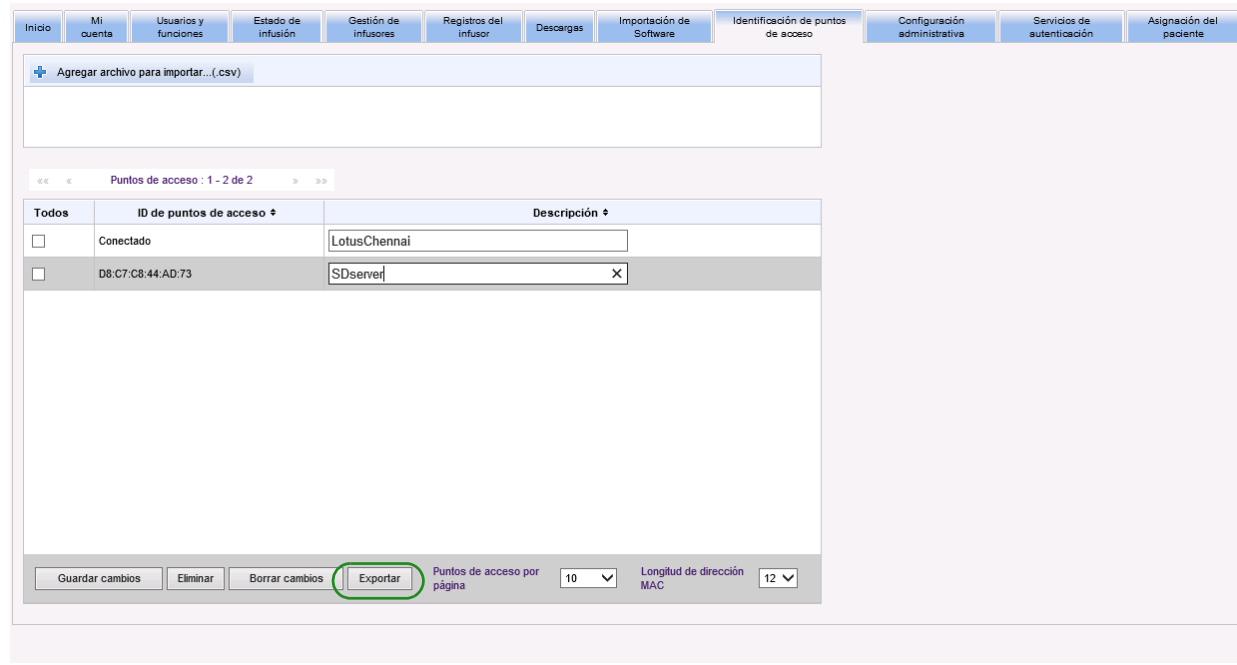 Inicio
Mi
cuenta
Usuarios y
funciones
Estado de
infusión
Gestión de
infusores
Registros del
infusor
Descargas
Importación de
Software
Identificación de puntos
de acceso
Configuración
administrativa
Servicios de
autenticación
Asignación del
paciente
Agregar archivo para importar...(.csv)
«« « Puntos de acceso : 1 - 2 de 2 » »»
Todos ID de puntos de acceso Descripción
Conectado LotusChennai
D8:C7:C8:44:AD:73 SDserver
Guardar cambios Eliminar Borrar cambios Exportar
Puntos de acceso por
página
10
Longitud de dirección
MAC
12